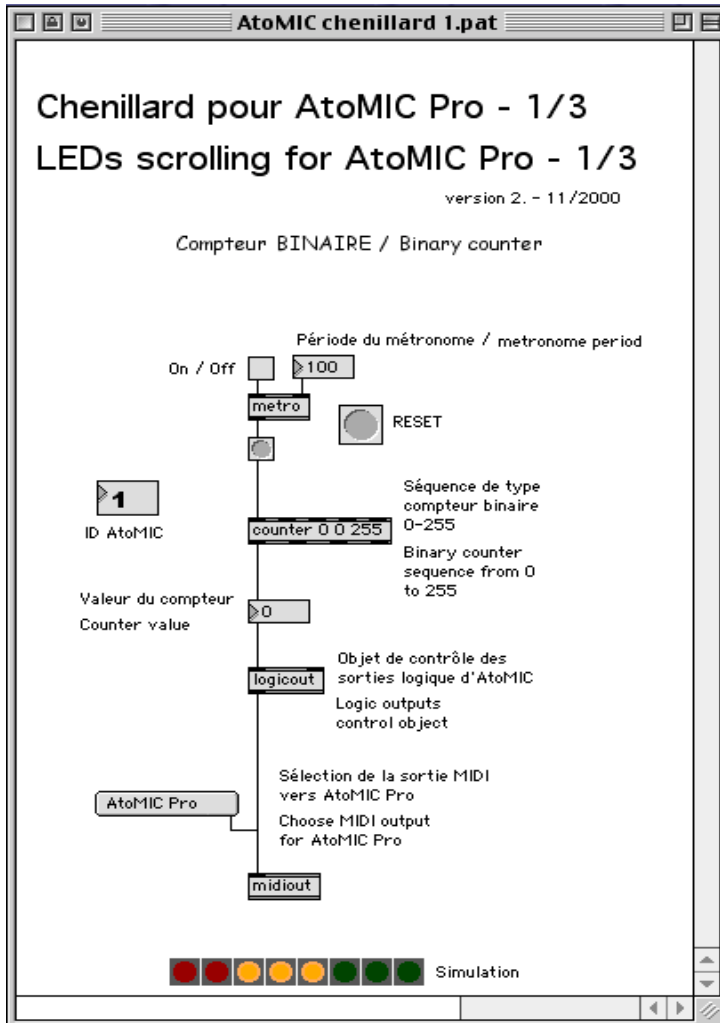 AtoMIC chenillard 1.pat
Chenillard pour AtoMIC Pro - 1/3
LEDs scrolling for AtoMIC Pro - 1/3
version 2. - 11/2000
Compteur BINAIRE / Binary counter
Période du métronome / metronome period
On / Off
100
metro
RESET
1
ID AtoMIC
Séquence de type
compteur binaire
0-255
counter 0 0 255
Binary counter
sequence from 0
to 255
Valeur du compteur
Counter value
0
Objet de contrôle des
sorties logique d'AtoMIC
logicout
Logic outputs
control object
Sélection de la sortie MIDI
vers AtoMIC Pro
AtoMIC Pro
Choose MIDI output
for AtoMIC Pro
midiout
Simulation